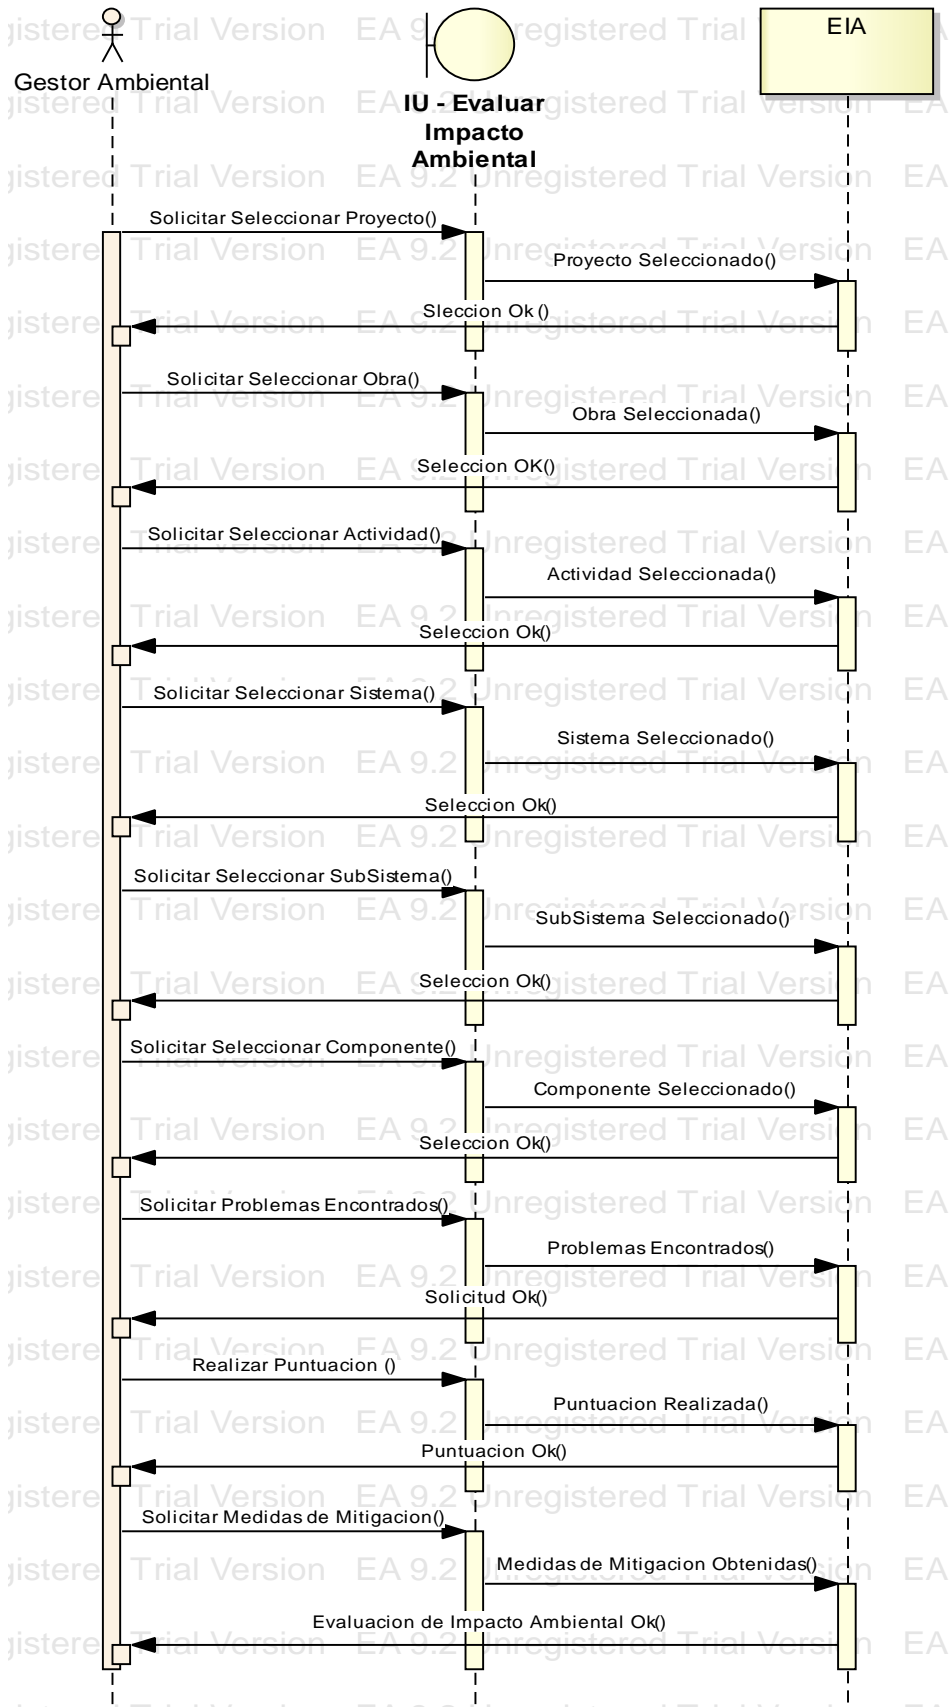 Gestor Ambiental
IU - Evaluar
Impacto
Ambiental
EIA
Solicitar Seleccionar Proyecto()
Proyecto Seleccionado()
Sleccion Ok ()
Solicitar Seleccionar Obra()
Obra Seleccionada()
Seleccion OK()
Solicitar Seleccionar Actividad()
Actividad Seleccionada()
Seleccion Ok()
Solicitar Seleccionar Sistema()
Sistema Seleccionado()
Seleccion Ok()
Solicitar Seleccionar SubSistema()
SubSistema Seleccionado()
Seleccion Ok()
Solicitar Seleccionar Componente()
Componente Seleccionado()
Seleccion Ok()
Solicitar Problemas Encontrados()
Problemas Encontrados()
Solicitud Ok()
Realizar Puntuacion ()
Puntuacion Realizada()
Puntuacion Ok()
Solicitar Medidas de Mitigacion()
Medidas de Mitigacion Obtenidas()
Evaluacion de Impacto Ambiental Ok()